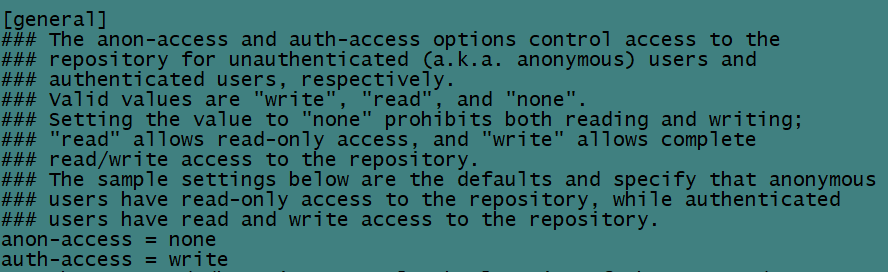 [general]
### The anon-access and auth-access options control access to the
### repository for unauthenticated (a.k.a. anonymous) users and
### authenticated users, respectively.
### Valid values are "write", "read", and "none".
### Setting the value to "none" prohibits both reading and writing;
### "read" allows read-only access, and "write" allows complete
### read/write access to the repository.
### The sample settings below are the defaults and specify that anonymous
### users have read-only access to the repository, while authenticated
### users have read and write access to the repository.
anon-access = none
auth-access = write